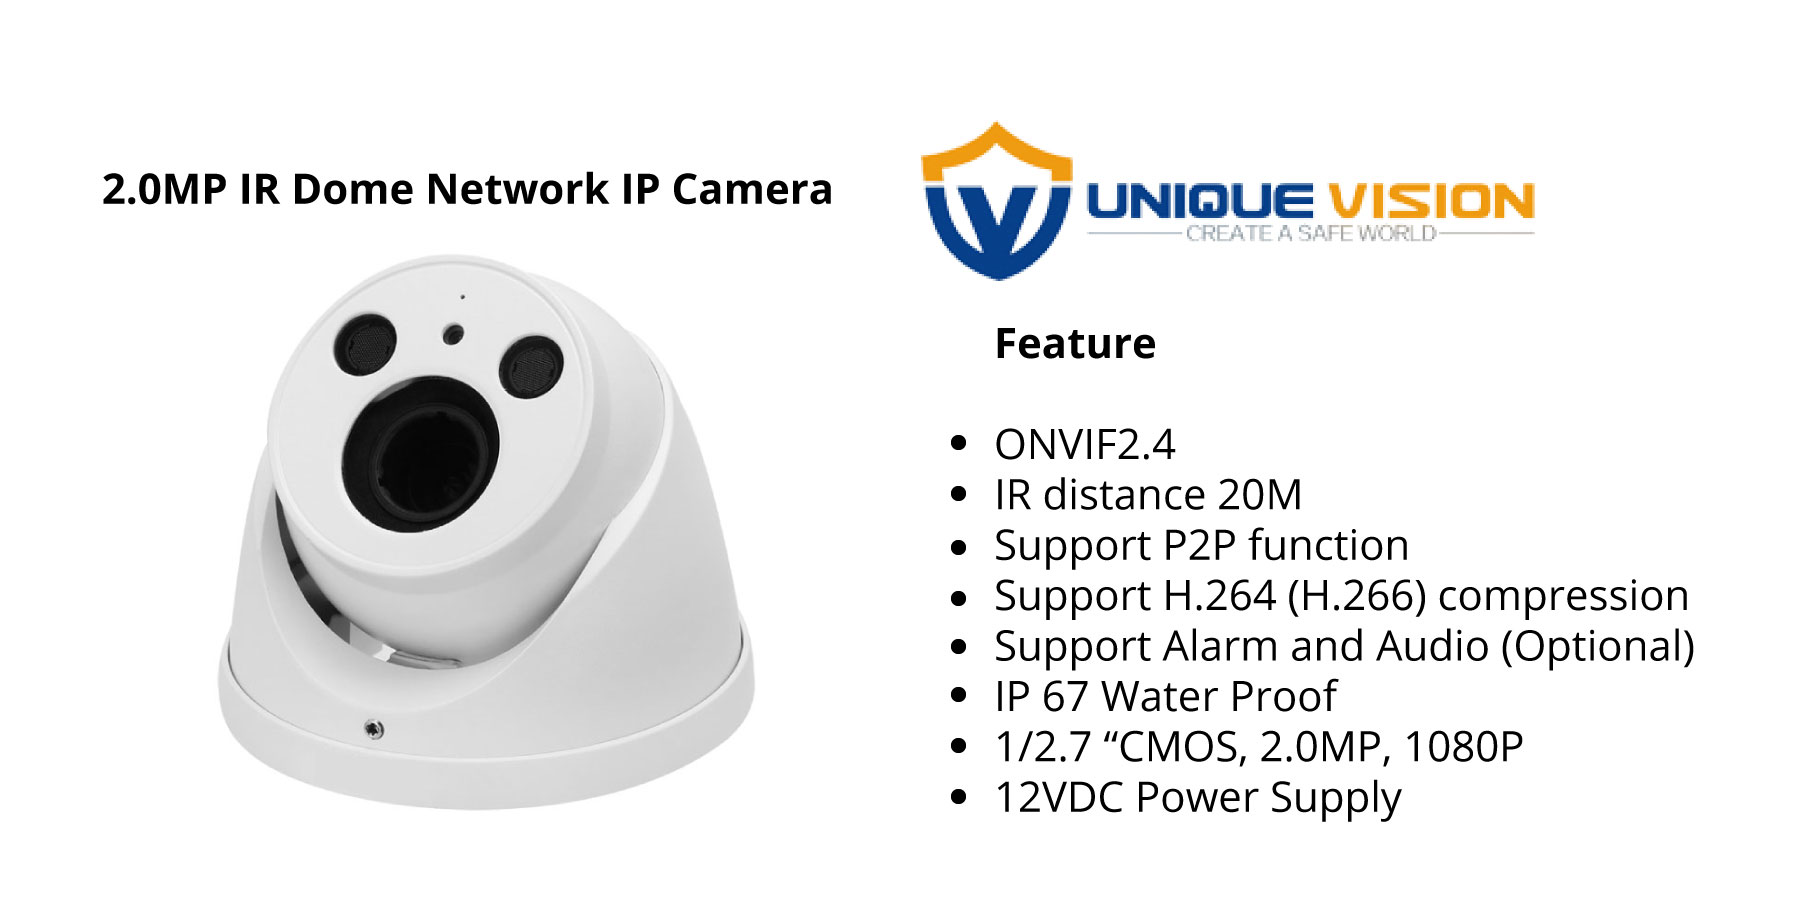 2.0MP IR Dome Network IP Camera
UNIQUE VISION
CREATE A SAFE WORLD
Feature
• ONVIF2.4
• IR distance 20M
• Support P2P function
• Support H.264 (H.266) compression
• Support Alarm and Audio (Optional)
• IP 67 Water Proof
• 1/2.7 “CMOS, 2.0MP, 1080P
• 12VDC Power Supply